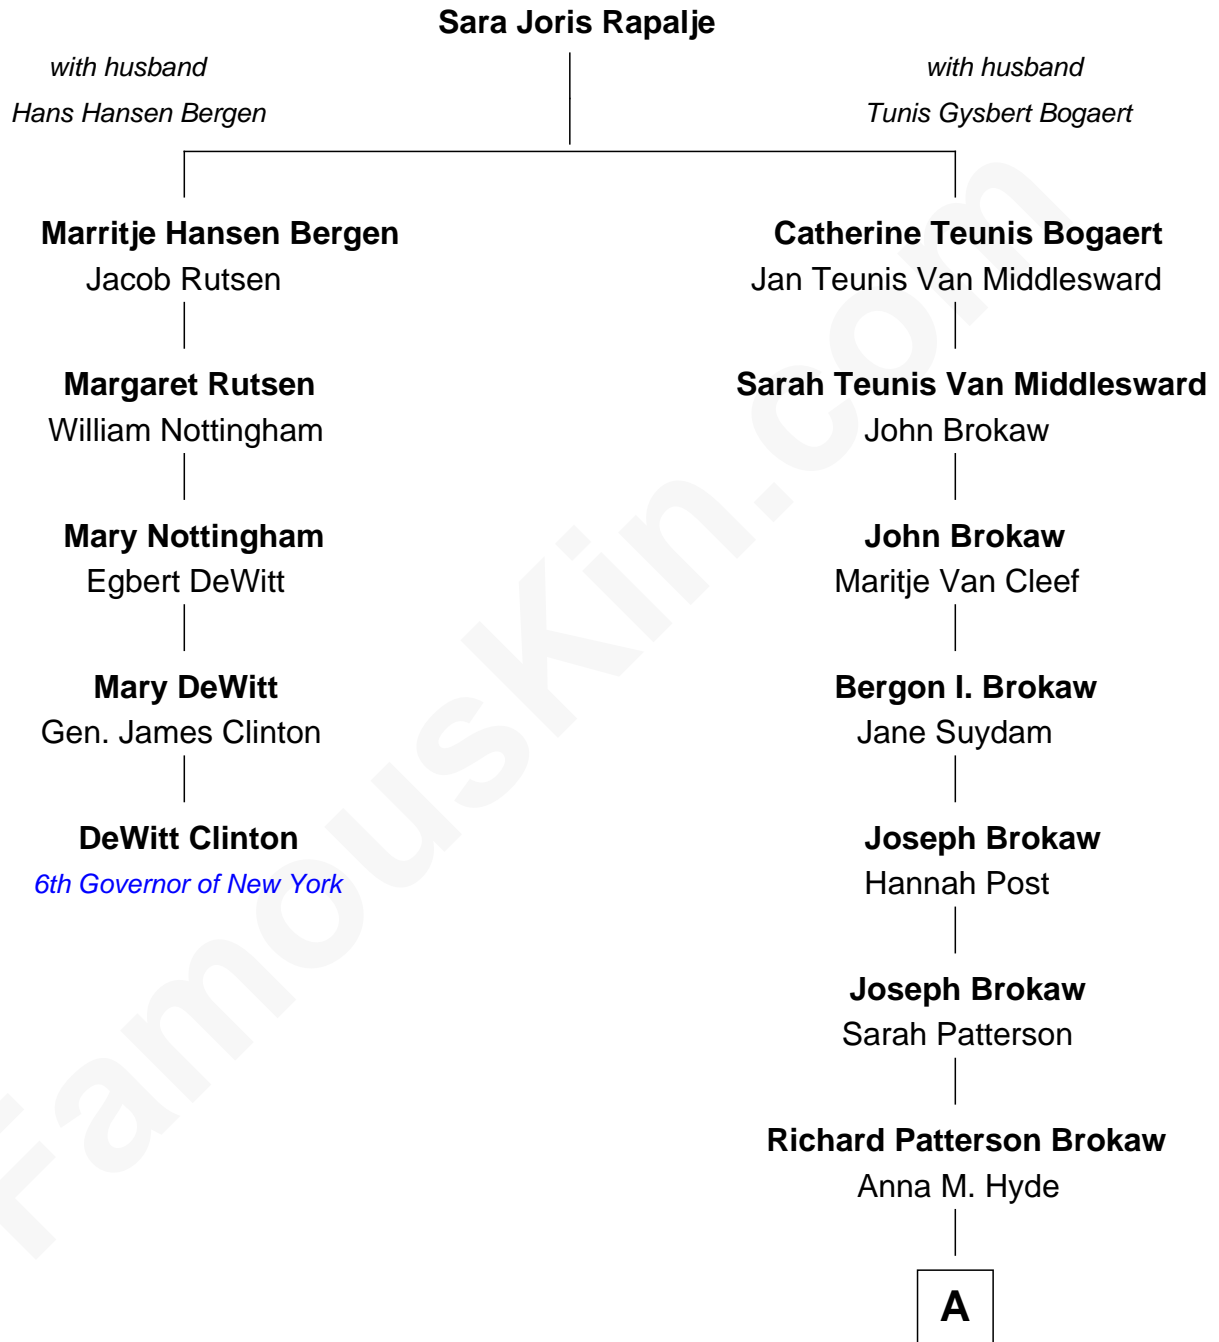 Sara Joris Rapalje
with husband
Hans Hansen Bergen
with husband
Tunis Gysbert Bogaert
Marritje Hansen Bergen
Jacob Rutsen
Catherine Teunis Bogaert
Jan Teunis Van Middlesward
Margaret Rutsen
William Nottingham
Sarah Teunis Van Middlesward
John Brokaw
Mary Nottingham
Egbert DeWitt
John Brokaw
Maritje Van Cleef
Mary DeWitt
Gen. James Clinton
Bergon I. Brokaw
Jane Suydam
DeWitt Clinton
6th Governor of New York
Joseph Brokaw
Hannah Post
Joseph Brokaw
Sarah Patterson
Richard Patterson Brokaw
Anna M. Hyde
A
FamousKin.com